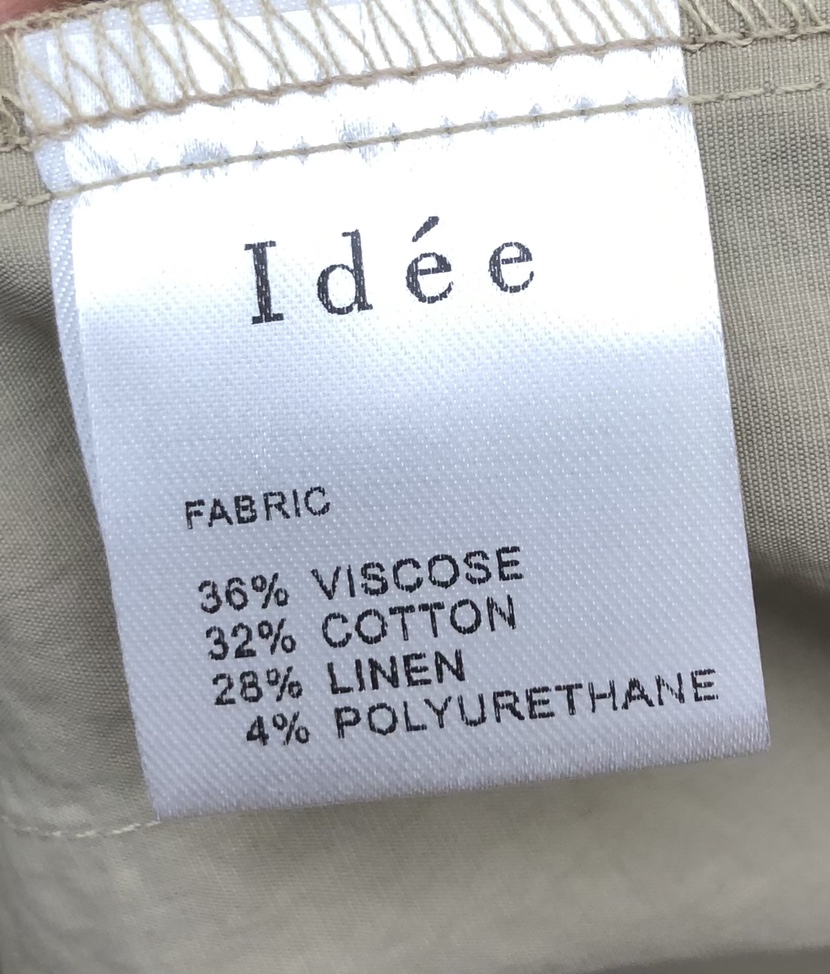 Idée
FABRIC
36% VISCOSE
32% COTTON
28% LINEN
4% POLYURETHANE